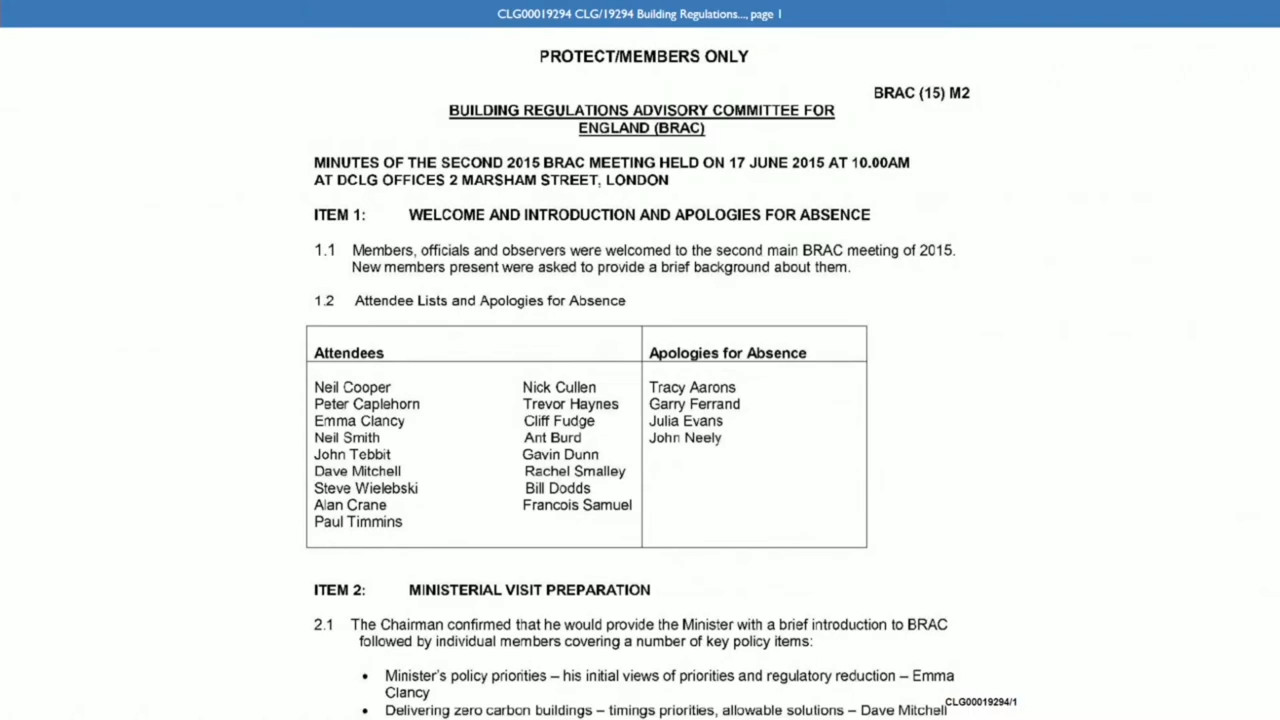 CLG00019294 CLG/19294 Building Regulations..., page 1
PROTECT/MEMBERS ONLY
BRAC (15) M2
BUILDING REGULATIONS ADVISORY COMMITTEE FOR
ENGLAND (BRAC)
MINUTES OF THE SECOND 2015 BRAC MEETING HELD ON 17 JUNE 2015 AT 10.00AM
AT DCLG OFFICES 2 MARSHAM STREET, LONDON
ITEM 1: WELCOME AND INTRODUCTION AND APOLOGIES FOR ABSENCE
1.1 Members, officials and observers were welcomed to the second main BRAC meeting of 2015.
New members present were asked to provide a brief background about them.
1.2 Attendee Lists and Apologies for Absence
Attendees Apologies for Absence
Neil Cooper Nick Cullen Tracy Aarons
Peter Caplehorn Trevor Haynes Garry Ferrand
Emma Clancy Cliff Fudge Julia Evans
Neil Smith Ant Burd John Neely
John Tebbit Gavin Dunn
Dave Mitchell Rachel Smalley
Steve Wielebski Bill Dodds
Alan Crane Francois Samuel
Paul Timmins
ITEM 2: MINISTERIAL VISIT PREPARATION
2.1 The Chairman confirmed that he would provide the Minister with a brief introduction to BRAC
followed by individual members covering a number of key policy items:
• Minister's policy priorities – his initial views of priorities and regulatory reduction – Emma
Clancy
• Delivering zero carbon buildings – timings priorities, allowable solutions – Dave Mitchell
CLG00019294/1